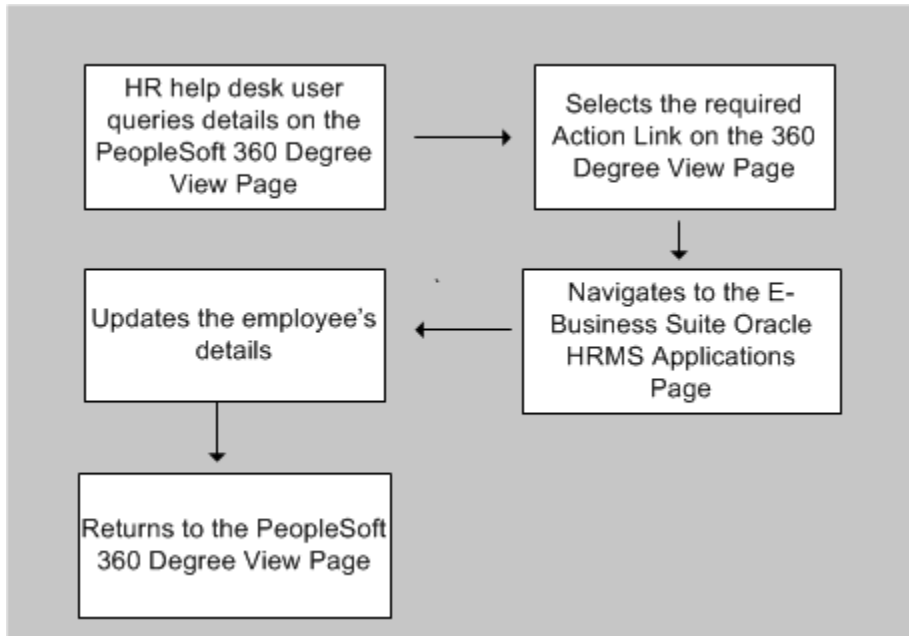 HR help desk user
queries details on the
PeopleSoft 360 Degree
View Page
Selects the required
Action Link on the 360
Degree View Page
Navigates to the E-
Business Suite Oracle
HRMS Applications
Page
Updates the employee's
details
Returns to the PeopleSoft
360 Degree View Page